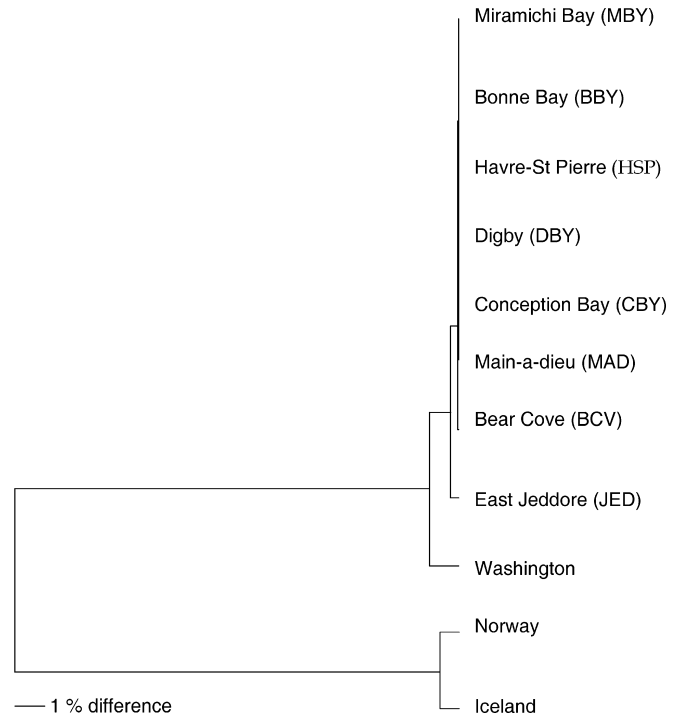 Miramichi Bay (MBY)
Bonne Bay (BBY)
Havre-St Pierre (HSP)
Digby (DBY)
Conception Bay (CBY)
Main-a-dieu (MAD)
Bear Cove (BCV)
East Jeddore (JED)
Washington
Norway
Iceland
1 % difference